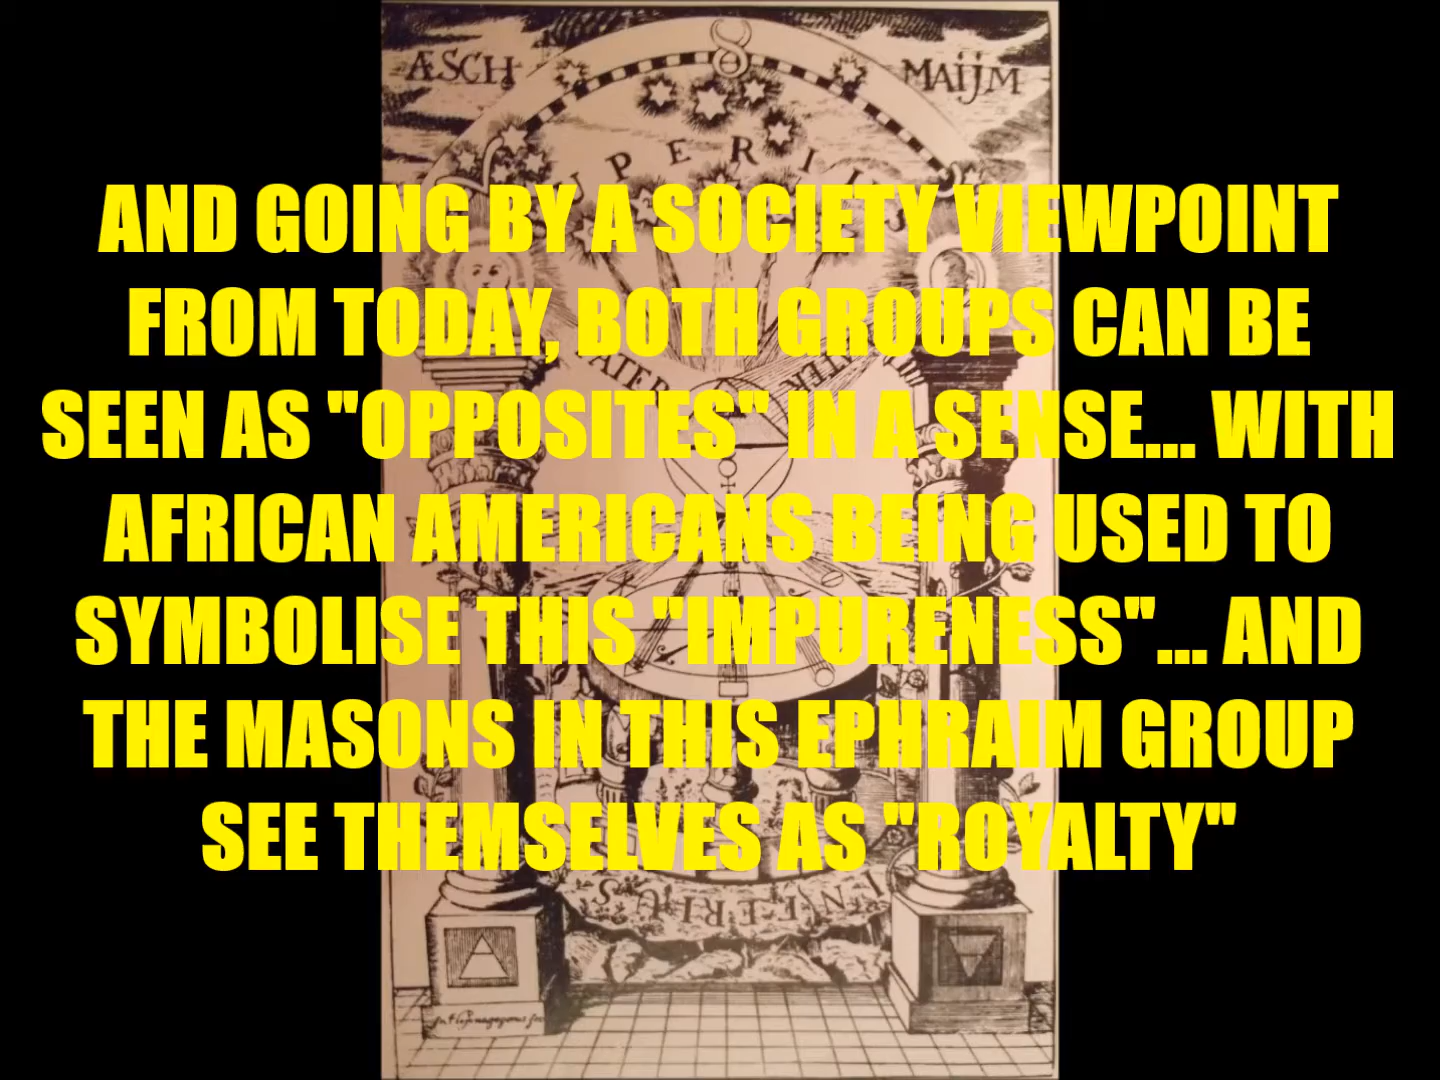 ÆSCH MAIJM
UPERI
AND GOING BY A SOCIETY VIEWPOINT
FROM TODAY, BOTH GROUPS CAN BE
SEEN AS "OPPOSITES" IN A SENSE... WITH
AFRICAN AMERICANS BEING USED TO
SYMBOLISE THIS "IMPURENESS"... AND
THE MASONS IN THIS EPHRAIM GROUP
SEE THEMSELVES AS "ROYALTY"
INFERIUS